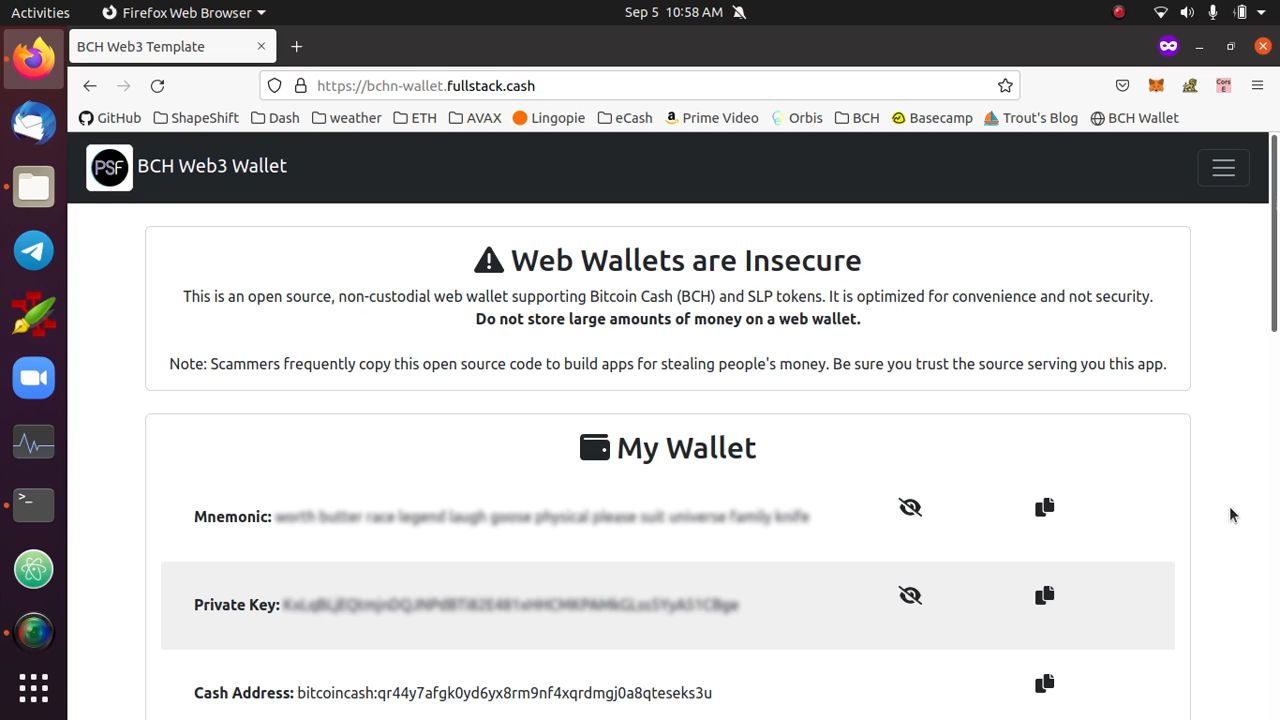 Activities
Firefox Web Browser
Sep 5 10:58 AM
BCH Web3 Template
https://bchn-wallet.fullstack.cash
Cors
E
GitHub
ShapeShift
Dash
weather
ETH
AVAX
Lingopie
eCash
Prime Video
Orbis
BCH
Basecamp
Trout's Blog
BCH Wallet
PSF
BCH Web3 Wallet
Web Wallets are Insecure
This is an open source, non-custodial web wallet supporting Bitcoin Cash (BCH) and SLP tokens. It is optimized for convenience and not security.
Do not store large amounts of money on a web wallet.
Note: Scammers frequently copy this open source code to build apps for stealing people's money. Be sure you trust the source serving you this app.
My Wallet
Mnemonic:
Private Key:
Cash Address: bitcoincash:qr44y7afgk0yd6yx8rm9nf4xqrdmgj0a8qteseks3u